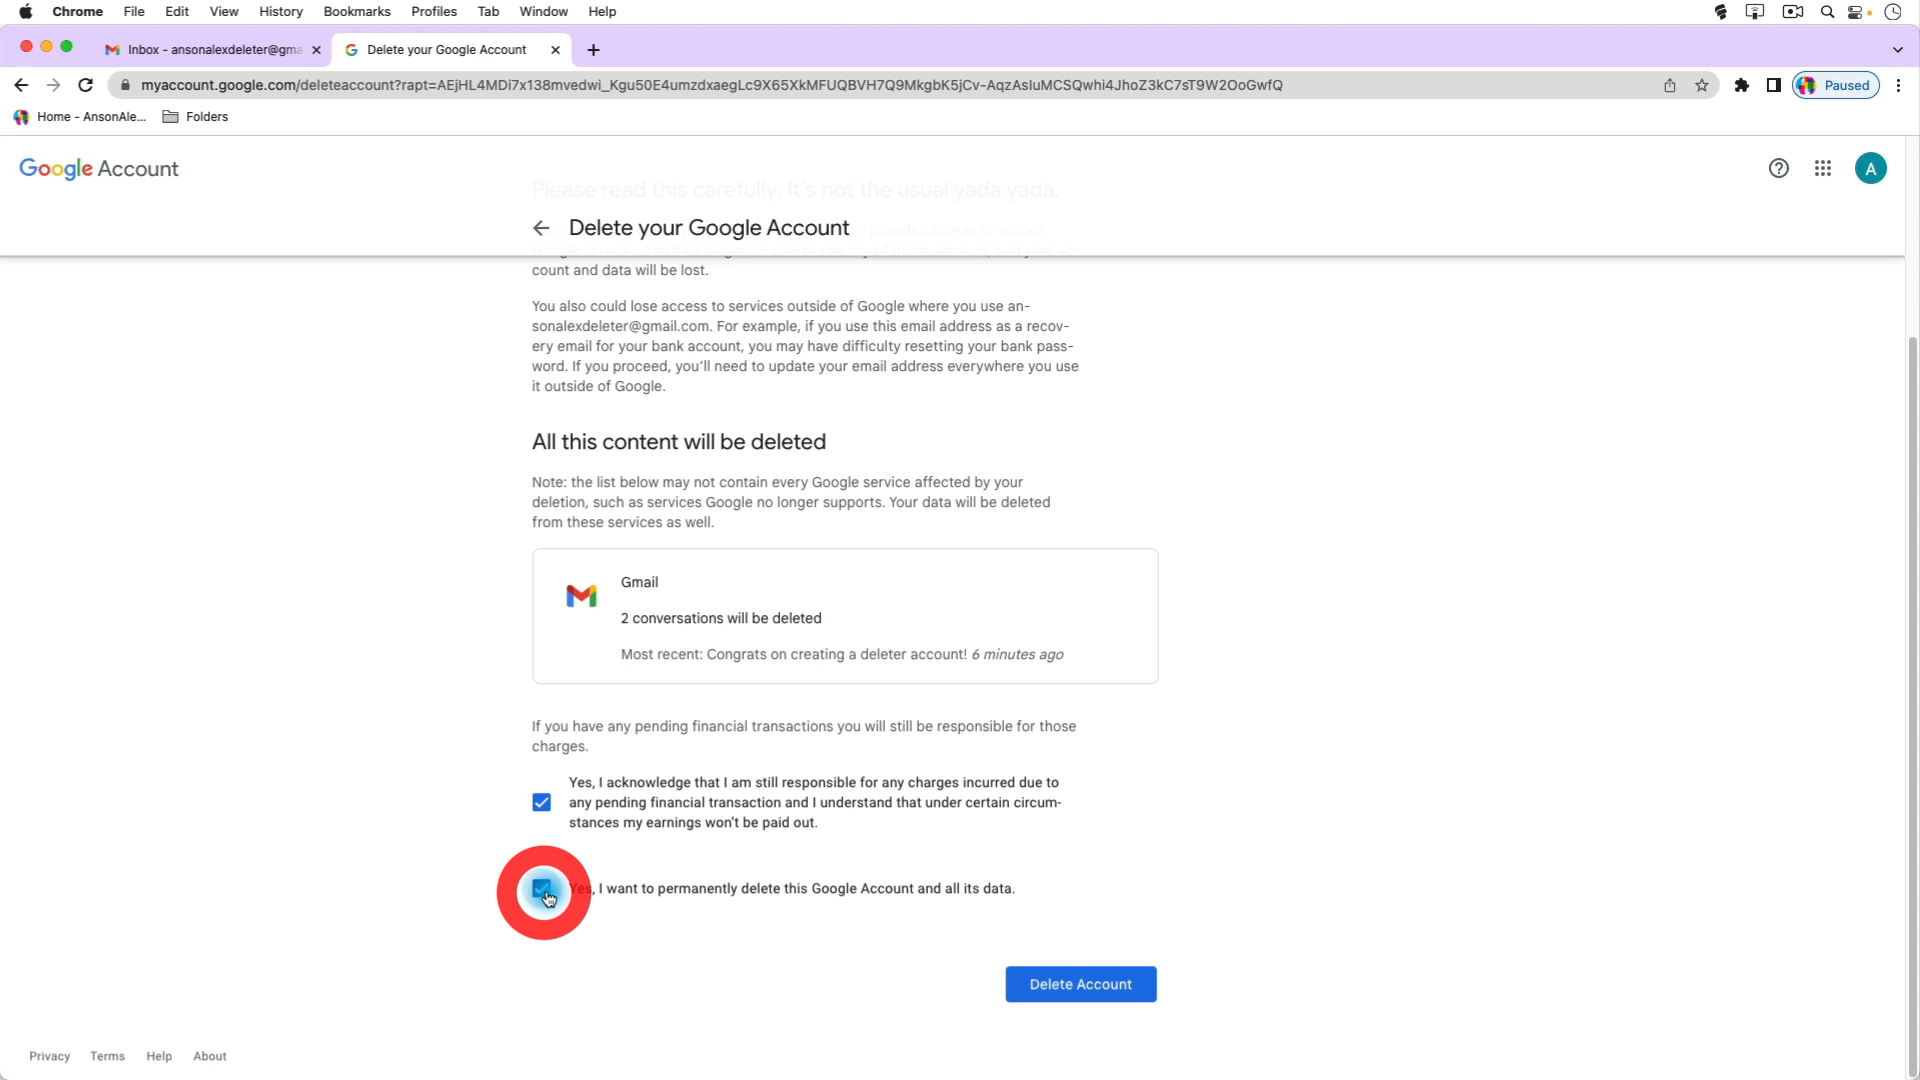 Chrome File Edit View History Bookmarks Profiles Tab Window Help
Inbox - ansonalexdeleter@gma
Delete your Google Account
myaccount.google.com/deleteaccount?rapt=AEjHL4MDi7x138mvedwi_Kgu50E4umzdxaegLc9X65XkMFUQBVH7Q9MkgbK5jCv-AqzAsIuMCSQwhi4JhoZ3kC7sT9W2OoGwfQ
Paused
Home - AnsonAle... Folders
Google Account
A
Please read this carefully. It's not the usual yada yada.
Delete your Google Account
provides access to various
count and data will be lost.
You also could lose access to services outside of Google where you use an-
sonalexdeleter@gmail.com. For example, if you use this email address as a recov-
ery email for your bank account, you may have difficulty resetting your bank pass-
word. If you proceed, you'll need to update your email address everywhere you use
it outside of Google.
All this content will be deleted
Note: the list below may not contain every Google service affected by your
deletion, such as services Google no longer supports. Your data will be deleted
from these services as well.
Gmail
2 conversations will be deleted
Most recent: Congrats on creating a deleter account! 6 minutes ago
If you have any pending financial transactions you will still be responsible for those
charges.
Yes, I acknowledge that I am still responsible for any charges incurred due to
any pending financial transaction and I understand that under certain circum-
stances my earnings won't be paid out.
Yes, I want to permanently delete this Google Account and all its data.
Delete Account
Privacy Terms Help About